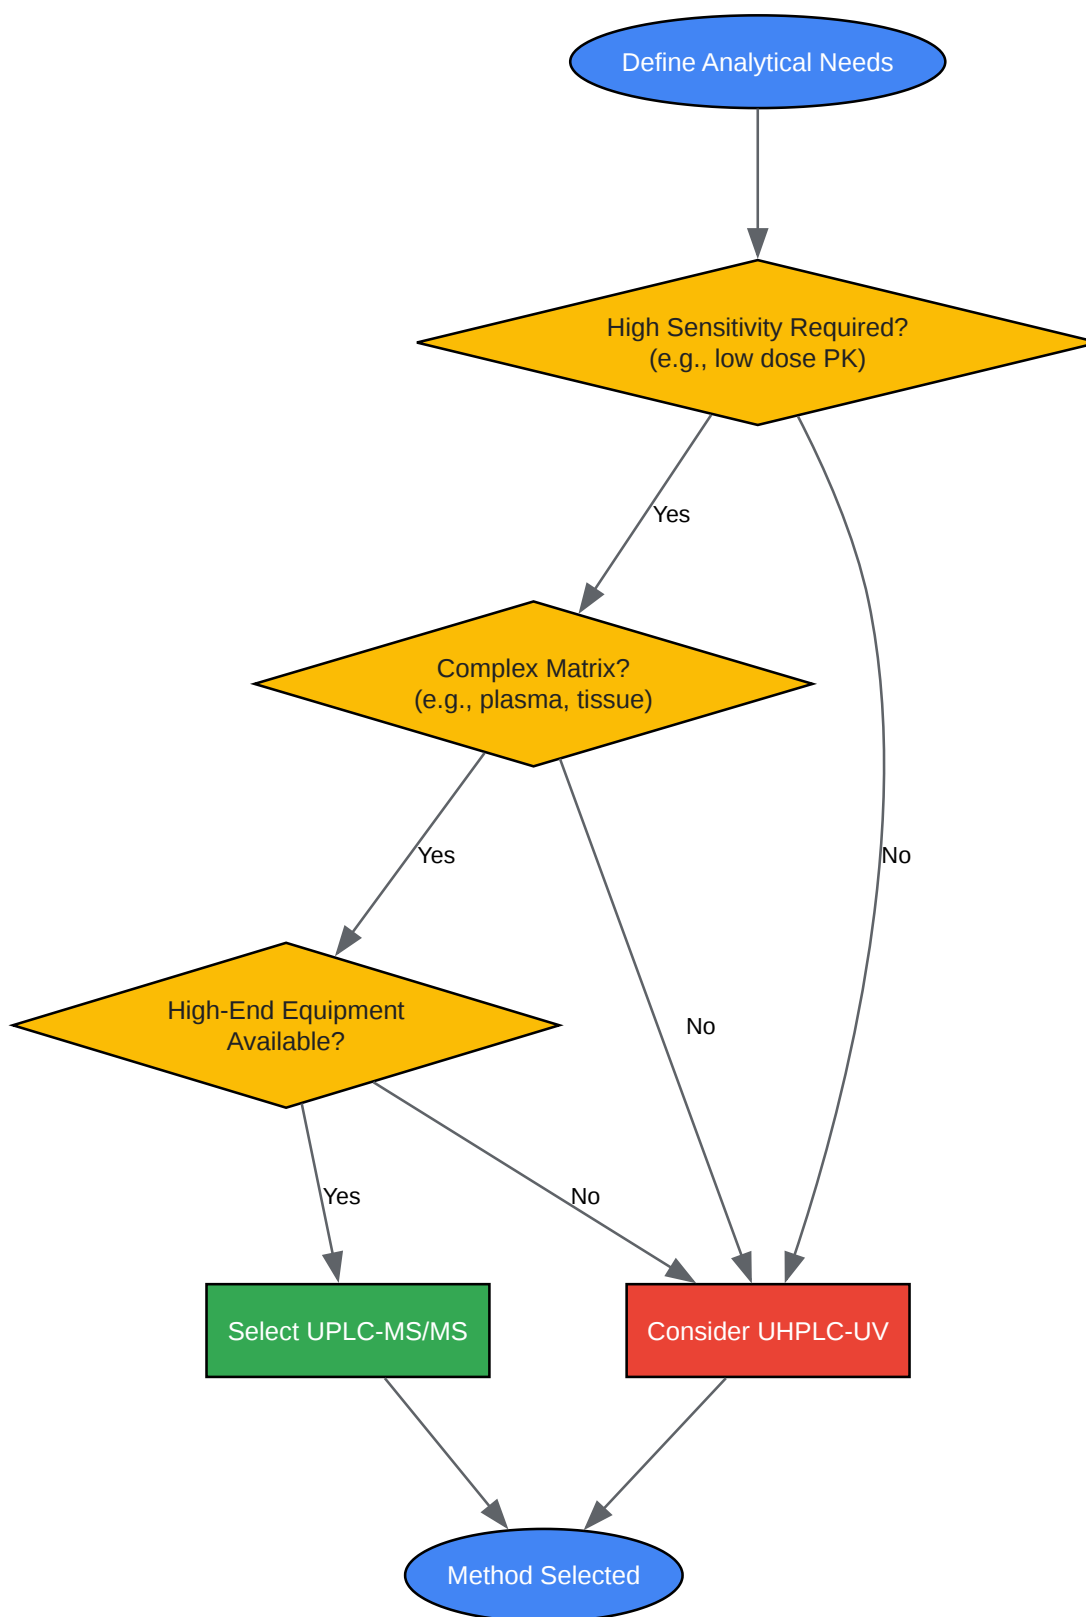 Define Analytical Needs
High Sensitivity Required?
(e.g., low dose PK)
Yes
Complex Matrix?
(e.g., plasma, tissue)
Yes
No
High-End Equipment
Available?
No
Yes
No
Select UPLC-MS/MS
Consider UHPLC-UV
Method Selected